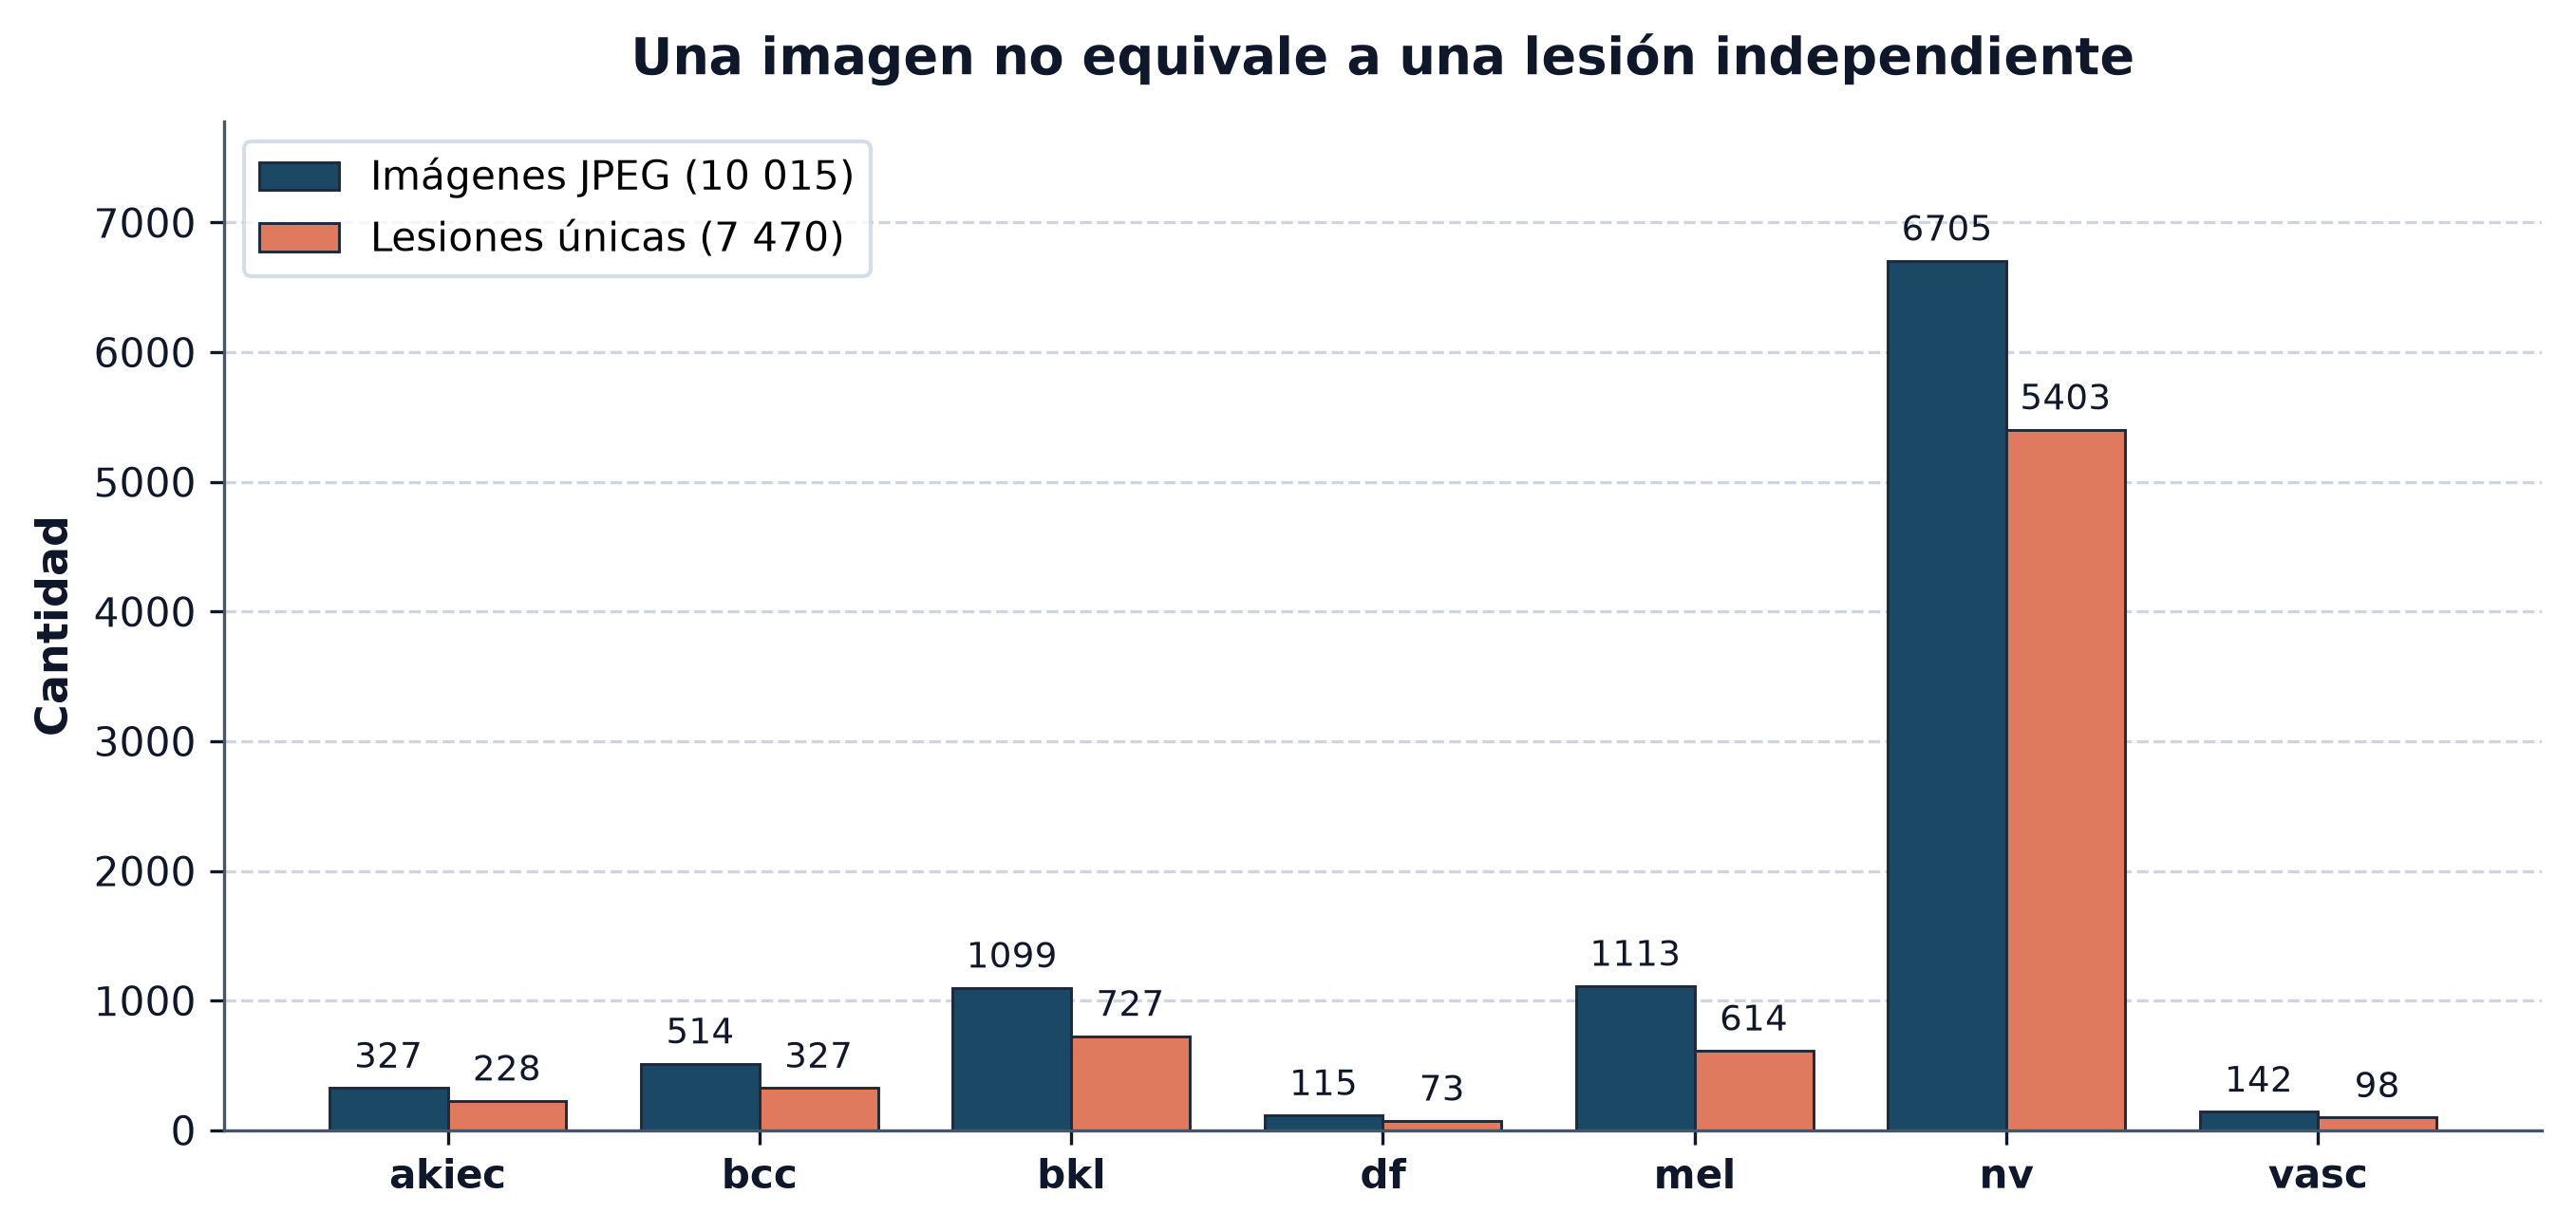 Una imagen no equivale a una lesión independiente
Imágenes JPEG (10 015)
Lesiones únicas (7 470)
Cantidad
7000
6000
5000
4000
3000
2000
1000
0
327
228
514
327
1099
727
115
73
1113
614
6705
5403
142
98
akiec
bcc
bkl
df
mel
nv
vasc